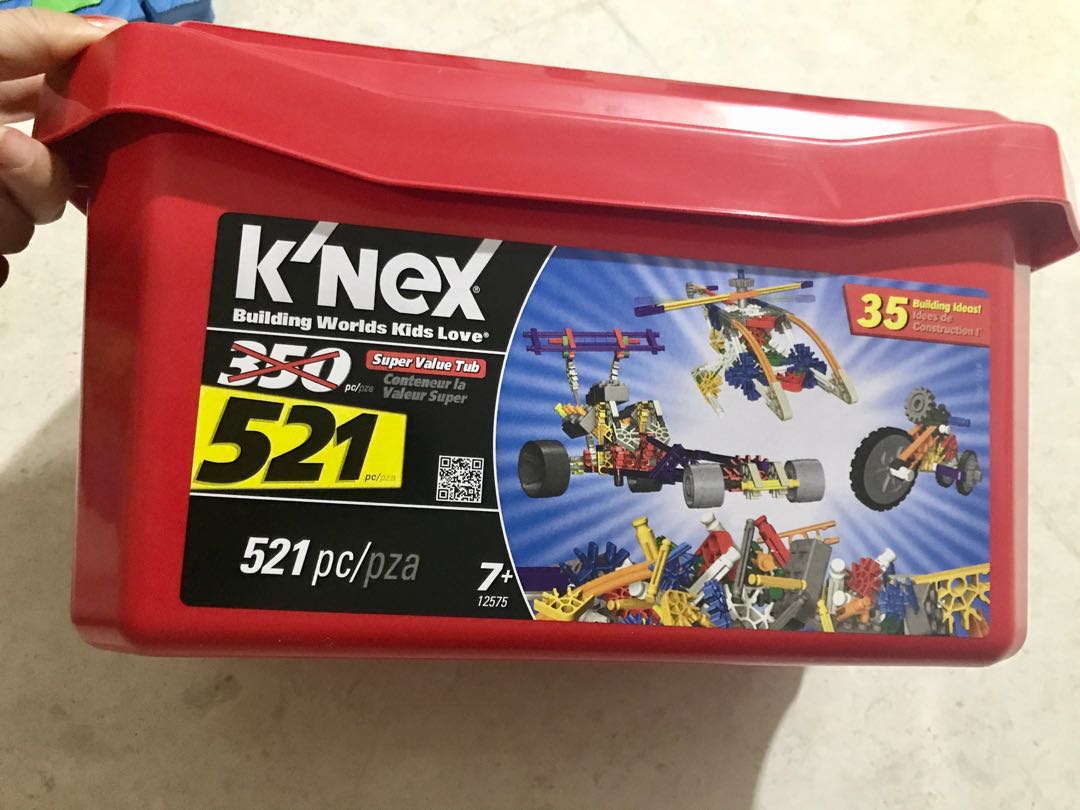 K'NEX®
Building Worlds Kids Love®
350 pc/pza
Super Value Tub
Conteneur la
Valeur Super
521 pc/pza
521 pc/pza
7+
12575
35 Building Ideas!
Idees de
Construction!